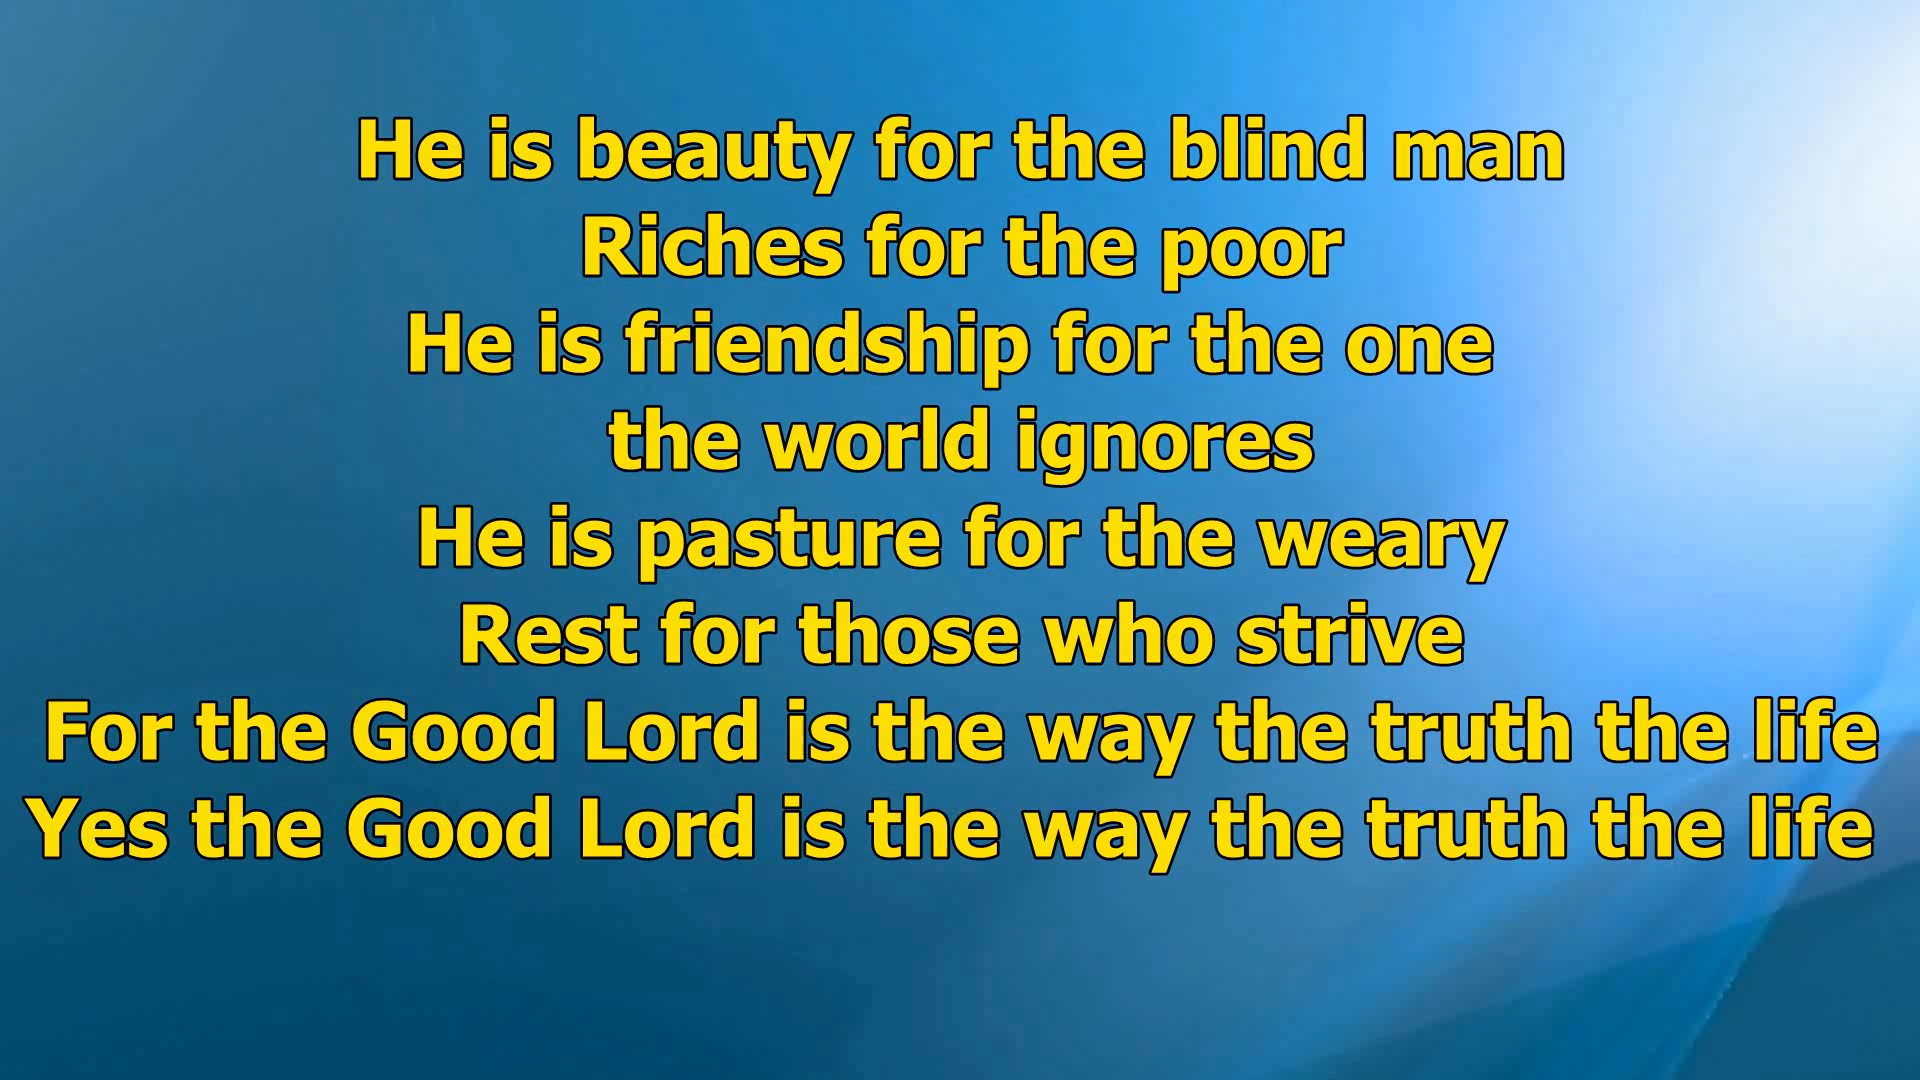 He is beauty for the blind man
Riches for the poor
He is friendship for the one
the world ignores
He is pasture for the weary
Rest for those who strive
For the Good Lord is the way the truth the life
Yes the Good Lord is the way the truth the life